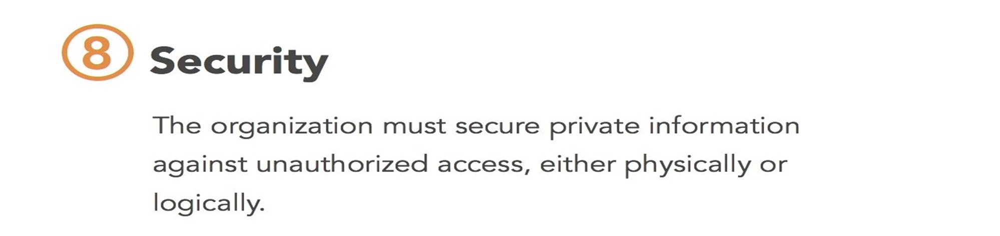 8 Security
The organization must secure private information
against unauthorized access, either physically or
logically.